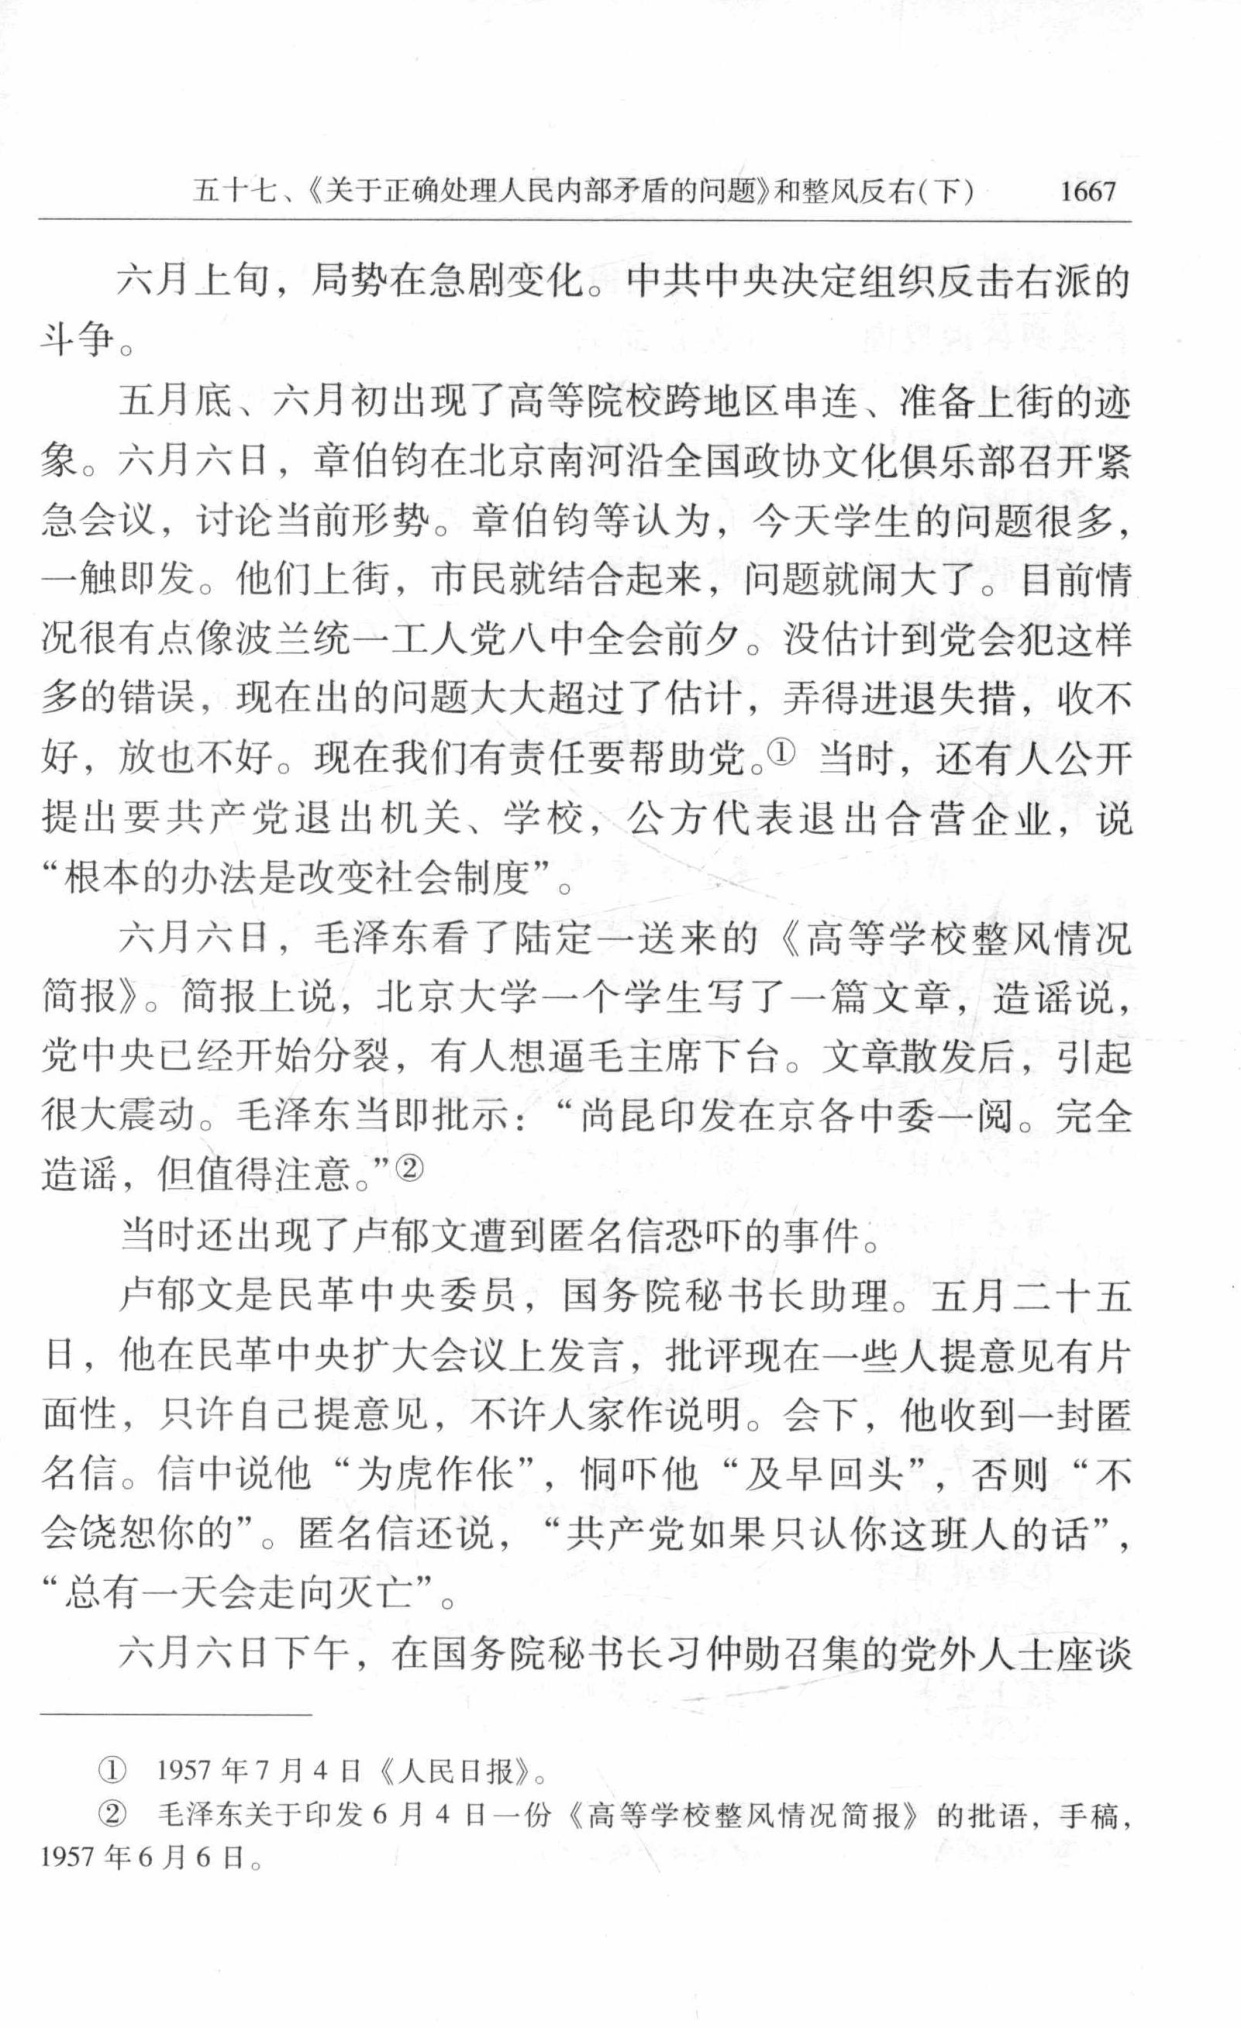 五十七、《关于正确处理人民内部矛盾的问题》和整风反右(下) 1667
六月上旬，局势在急剧变化。中共中央决定组织反击右派的
斗争。
五月底、六月初出现了高等院校跨地区串连、准备上街的迹
象。六月六日，章伯钧在北京南河沿全国政协文化俱乐部召开紧
急会议，讨论当前形势。章伯钧等认为，今天学生的问题很多，
一触即发。他们上街，市民就结合起来，问题就闹大了。目前情
况很有点像波兰统一工人党八中全会前夕。没估计到党会犯这样
多的错误，现在出的问题大大超过了估计，弄得进退失措，收不
好，放也不好。现在我们有责任要帮助党。① 当时，还有人公开
提出要共产党退出机关、学校，公方代表退出合营企业，说
“根本的办法是改变社会制度”。
六月六日，毛泽东看了陆定一送来的《高等学校整风情况
简报》。简报上说，北京大学一个学生写了一篇文章，造谣说，
党中央已经开始分裂，有人想逼毛主席下台。文章散发后，引起
很大震动。毛泽东当即批示：“尚昆印发在京各中委一阅。完全
造谣，但值得注意。”②
当时还出现了卢郁文遭到匿名信恐吓的事件。
卢郁文是民革中央委员，国务院秘书长助理。五月二十五
日，他在民革中央扩大会议上发言，批评现在一些人提意见有片
面性，只许自己提意见，不许人家作说明。会下，他收到一封匿
名信。信中说他“为虎作伥”，恫吓他“及早回头”，否则“不
会饶恕你的”。匿名信还说，“共产党如果只认你这班人的话”，
“总有一天会走向灭亡”。
六月六日下午，在国务院秘书长习仲勋召集的党外人士座谈
① 1957 年 7 月 4 日《人民日报》。
② 毛泽东关于印发 6 月 4 日一份《高等学校整风情况简报》的批语，手稿，
1957 年 6 月 6 日。